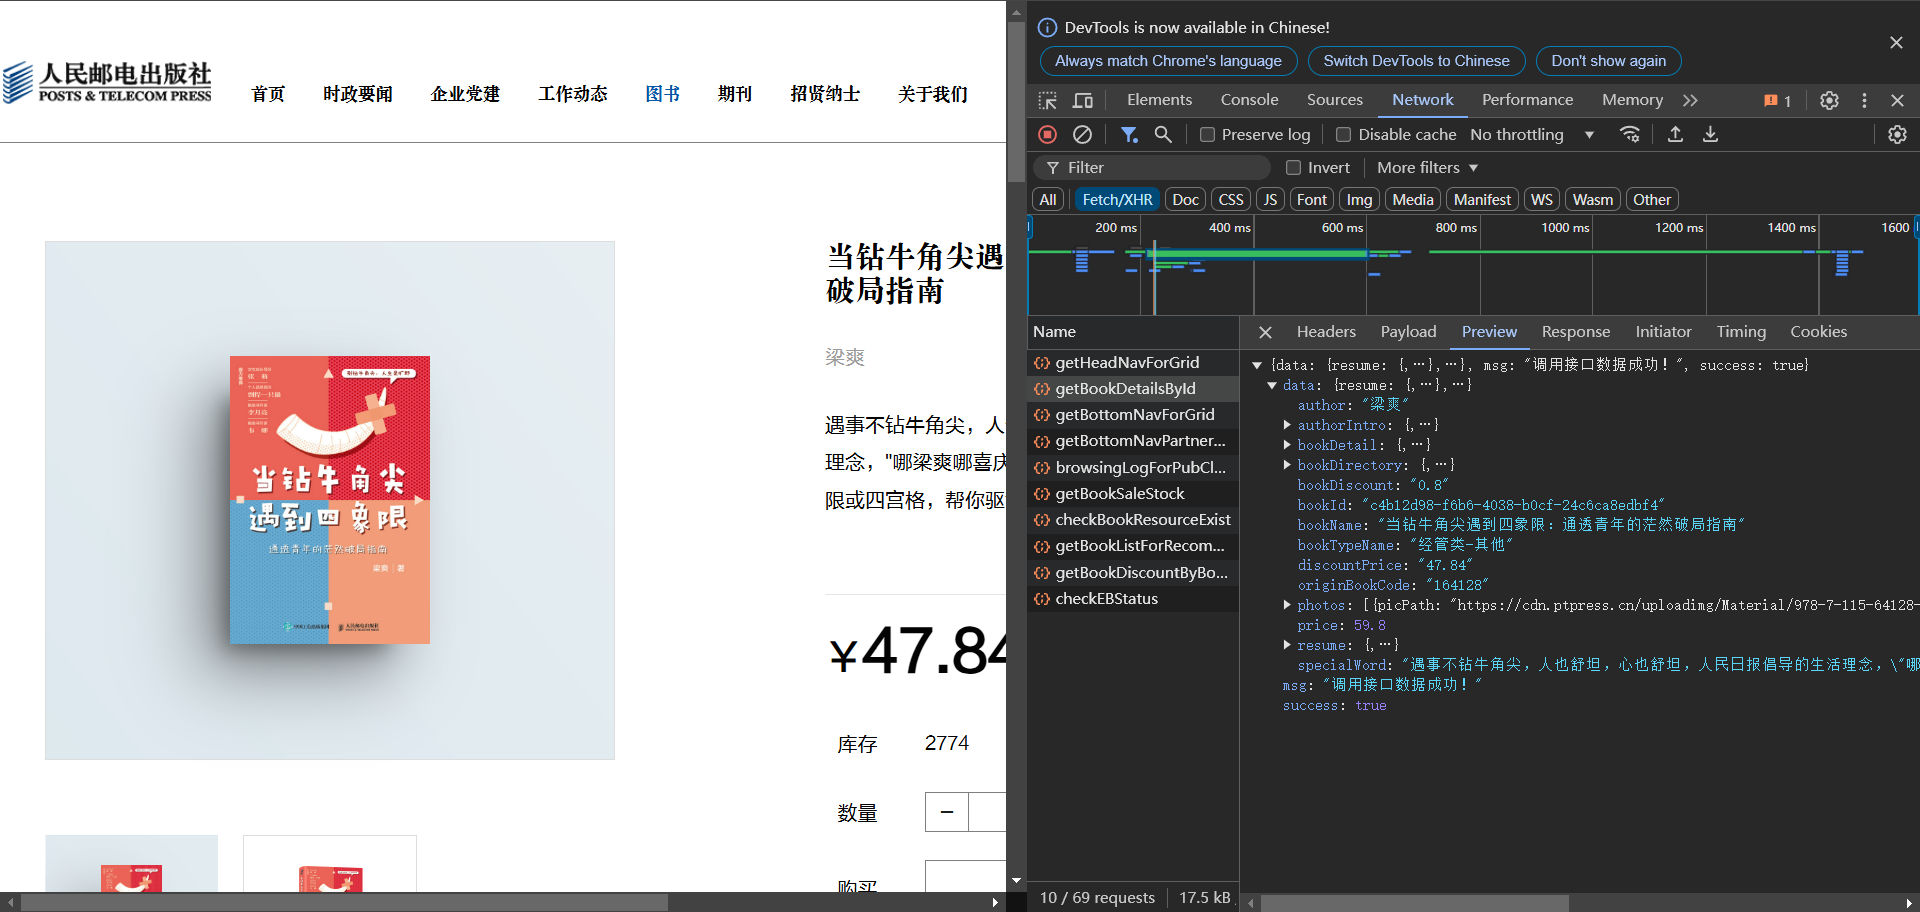 人民邮电出版社
POSTS & TELECOM PRESS
首页
时政要闻
企业党建
工作动态
图书
期刊
招贤纳士
关于我们
当钻牛角尖
遇到四象限
通透青年的茫然破局指南
梁爽 著
当钻牛角尖遇
破局指南
梁爽
遇事不钻牛角尖，人
理念，"哪梁爽哪喜庆
限或四宫格，帮你驱
¥47.84
库存 2774
数量 −
购买
DevTools is now available in Chinese!
Always match Chrome's language
Switch DevTools to Chinese
Don't show again
Elements Console Sources Network Performance Memory 1
Preserve log Disable cache No throttling
Filter Invert More filters
All Fetch/XHR Doc CSS JS Font Img Media Manifest WS Wasm Other
200 ms 400 ms 600 ms 800 ms 1000 ms 1200 ms 1400 ms 1600
Name
getHeadNavForGrid
getBookDetailsById
getBottomNavForGrid
getBottomNavPartner...
browsingLogForPubCl...
getBookSaleStock
checkBookResourceExist
getBookListForRecom...
getBookDiscountByBo...
checkEBStatus
Headers Payload Preview Response Initiator Timing Cookies
{data: {resume: {,…},…}, msg: "调用接口数据成功！", success: true}
data: {resume: {,…},…}
author: "梁爽"
authorIntro: {,…}
bookDetail: {,…}
bookDirectory: {,…}
bookDiscount: "0.8"
bookId: "c4b12d98-f6b6-4038-b0cf-24c6ca8edbf4"
bookName: "当钻牛角尖遇到四象限：通透青年的茫然破局指南"
bookTypeName: "经管类-其他"
discountPrice: "47.84"
originBookCode: "164128"
photos: [{picPath: "https://cdn.ptpress.cn/uploadimg/Material/978-7-115-64128-
price: 59.8
resume: {,…}
specialWord: "遇事不钻牛角尖，人也舒坦，心也舒坦，人民日报倡导的生活理念，\"哪
msg: "调用接口数据成功！"
success: true
10 / 69 requests 17.5 kB